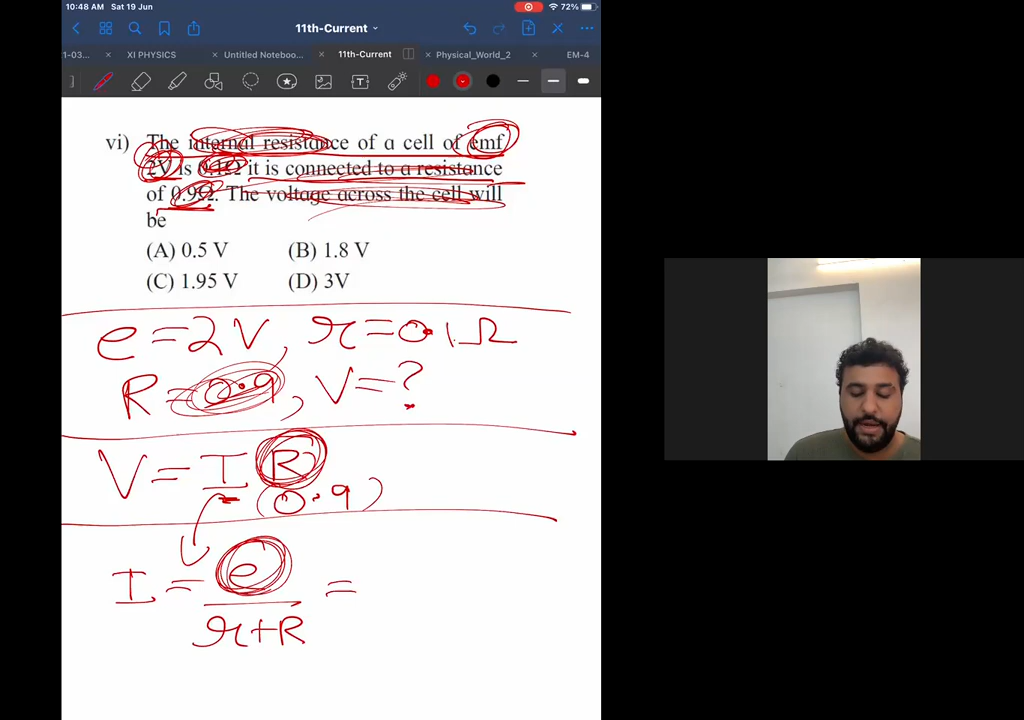 10:48 AM Sat 19 Jun
72%
11th-Current
1-03...
XI PHYSICS
Untitled Noteboo...
11th-Current
Physical_World_2
EM-4
vi) The internal resistance of a cell of emf
2V is 0.1Ω it is connected to a resistance
of 0.9Ω. The voltage across the cell will
be
(A) 0.5 V (B) 1.8 V
(C) 1.95 V (D) 3V
e = 2 V, r = 0.1 Ω
R = 0.9, V = ?
V = I R
(0.9)
I = e =
r+R